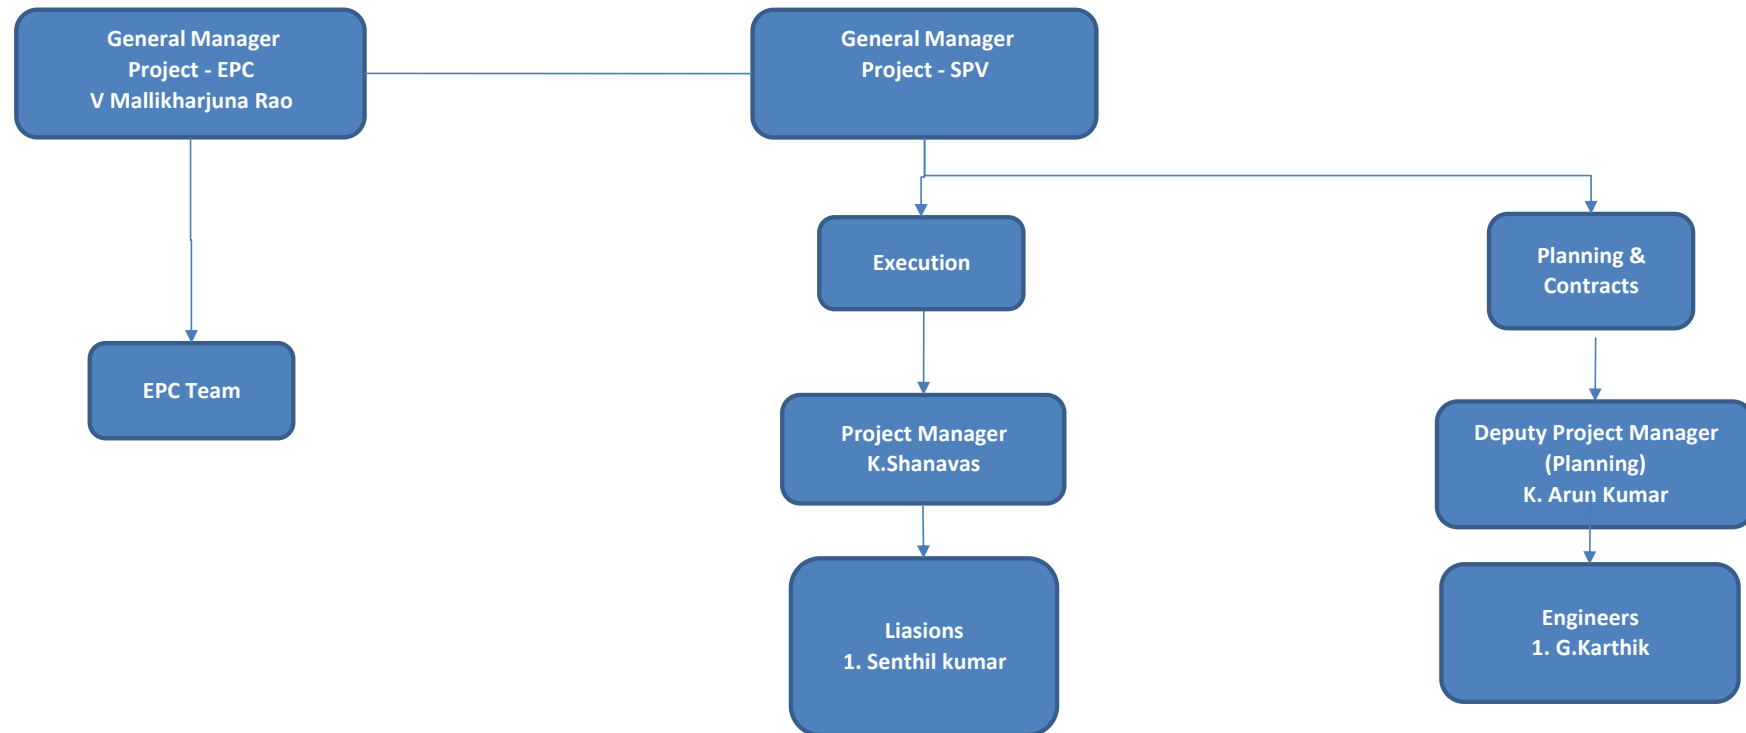 General Manager
Project - EPC
V Mallikharjuna Rao
General Manager
Project - SPV
Execution
Planning &
Contracts
EPC Team
Project Manager
K.Shanavas
Deputy Project Manager
(Planning)
K. Arun Kumar
Liasions
1. Senthil kumar
Engineers
1. G.Karthik